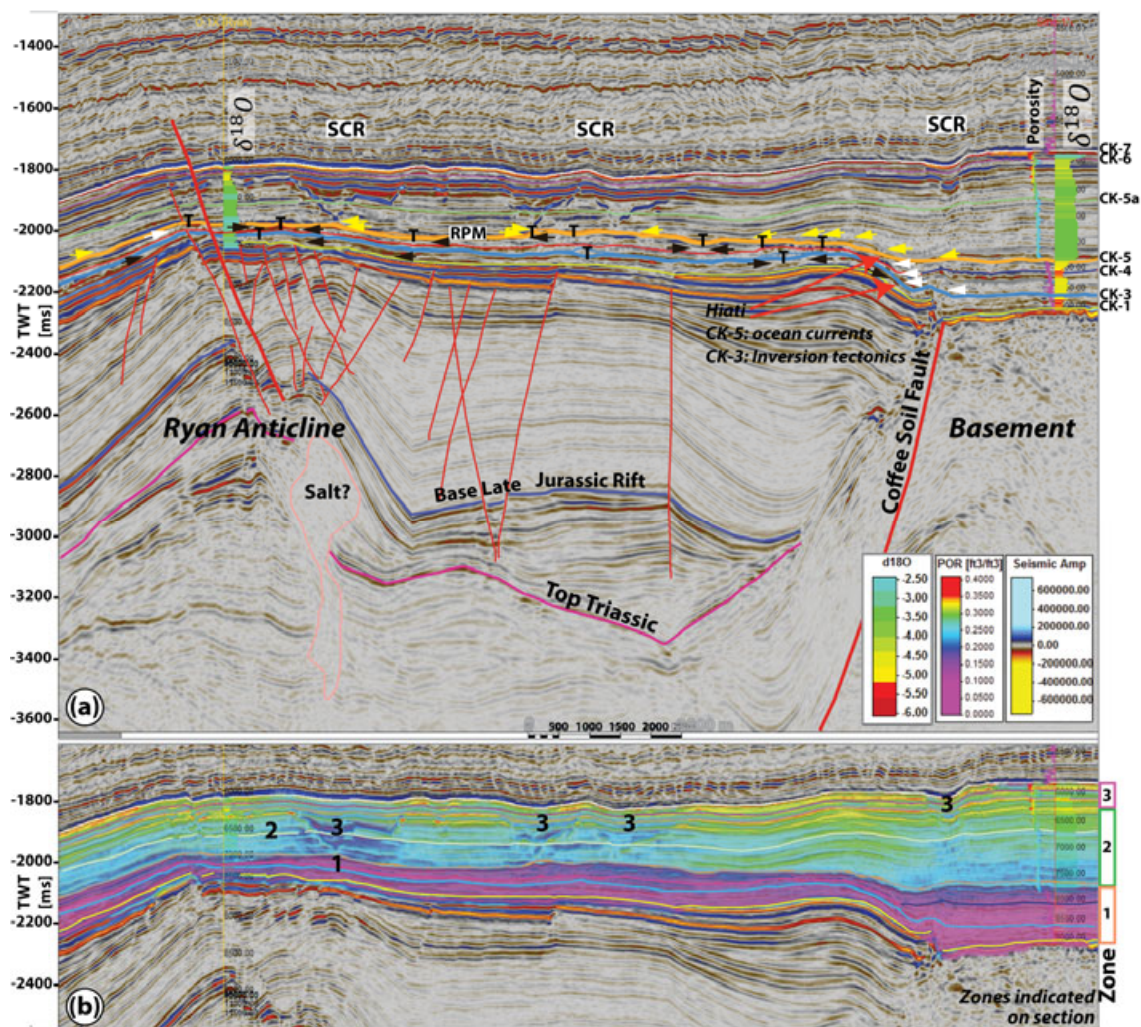 -1400
-1600
-1800
-2000
TWT
[ms]
-2200
-2400
-2600
-2800
-3000
-3200
-3400
-3600
δ18O
SCR
SCR
SCR
Porosity
δ18O
CK-7
CK-6
CK-5a
CK-5
CK-4
CK-3
CK-1
T
T
T
T
RPM
T
T
T
T
T
T
T
Hiati
CK-5: ocean currents
CK-3: Inversion tectonics
Ryan Anticline
Salt?
Base Late
Jurassic Rift
Top Triassic
Coffee Soil Fault
Basement
d18O
-2.50
-3.00
-3.50
-4.00
-4.50
-5.00
-5.50
-6.00
POR [ft3/ft3]
0.4000
0.3500
0.3000
0.2500
0.2000
0.1500
0.1000
0.0500
0.0000
Seismic Amp
600000.00
400000.00
200000.00
0.00
-200000.00
-400000.00
-600000.00
(a)
500 1000 1500 2000
-1800
-2000
TWT
[ms]
-2200
-2400
2
3
1
3
3
3
3
2
1
Zone
(b)
Zones indicated
on section